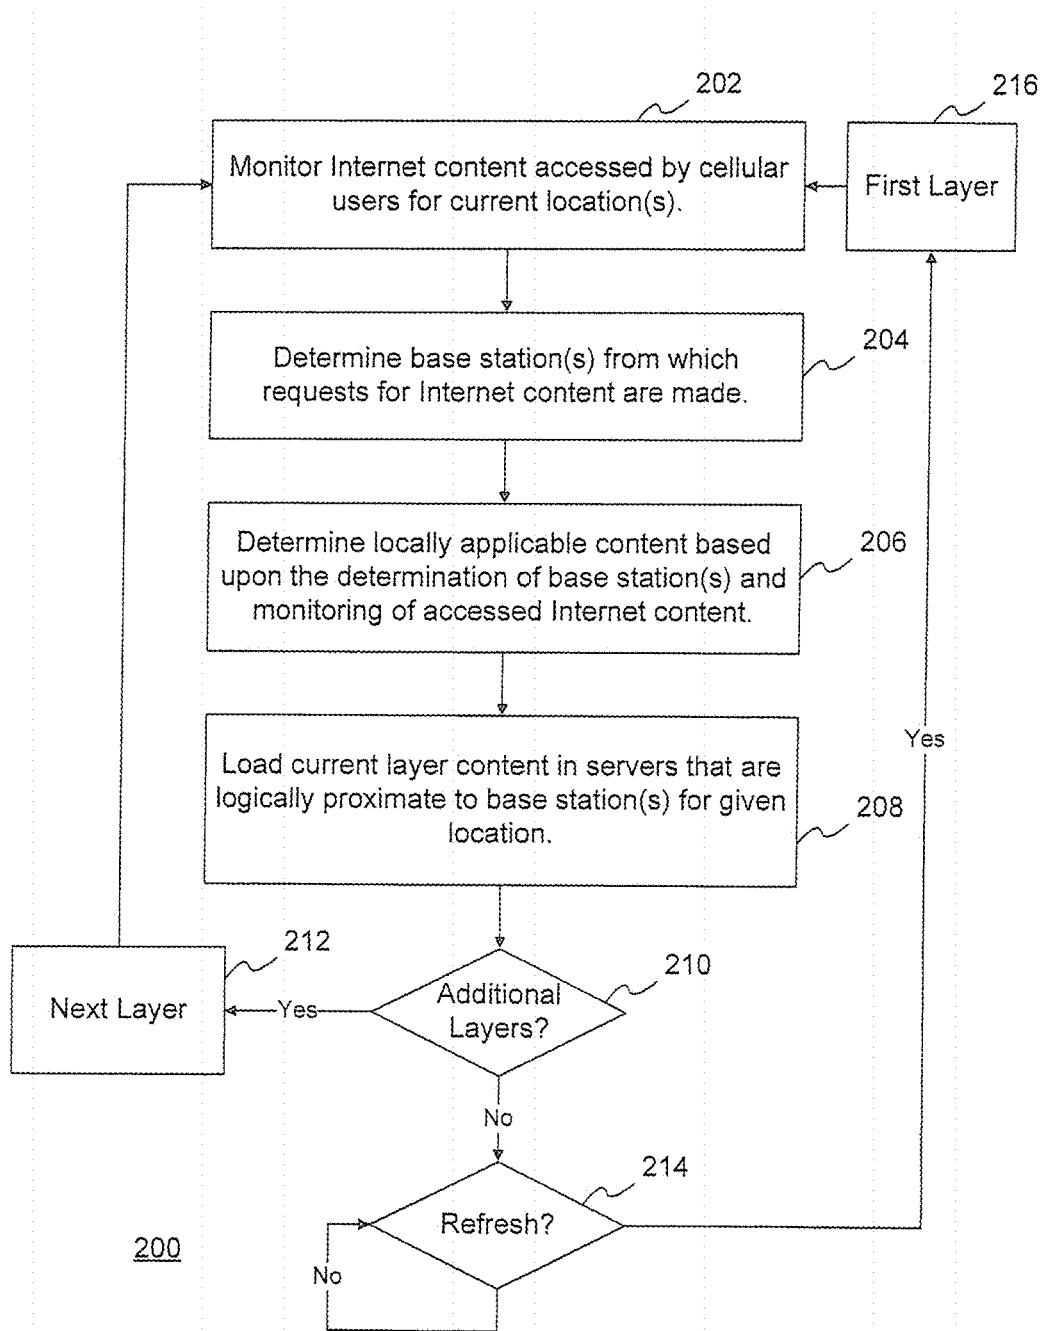 202
216
Monitor Internet content accessed by cellular
users for current location(s).
First Layer
204
Determine base station(s) from which
requests for Internet content are made.
206
Determine locally applicable content based
upon the determination of base station(s) and
monitoring of accessed Internet content.
Yes
Load current layer content in servers that are
logically proximate to base station(s) for given
location.
208
212
Next Layer
Yes
210
Additional
Layers?
No
214
Refresh?
No
200